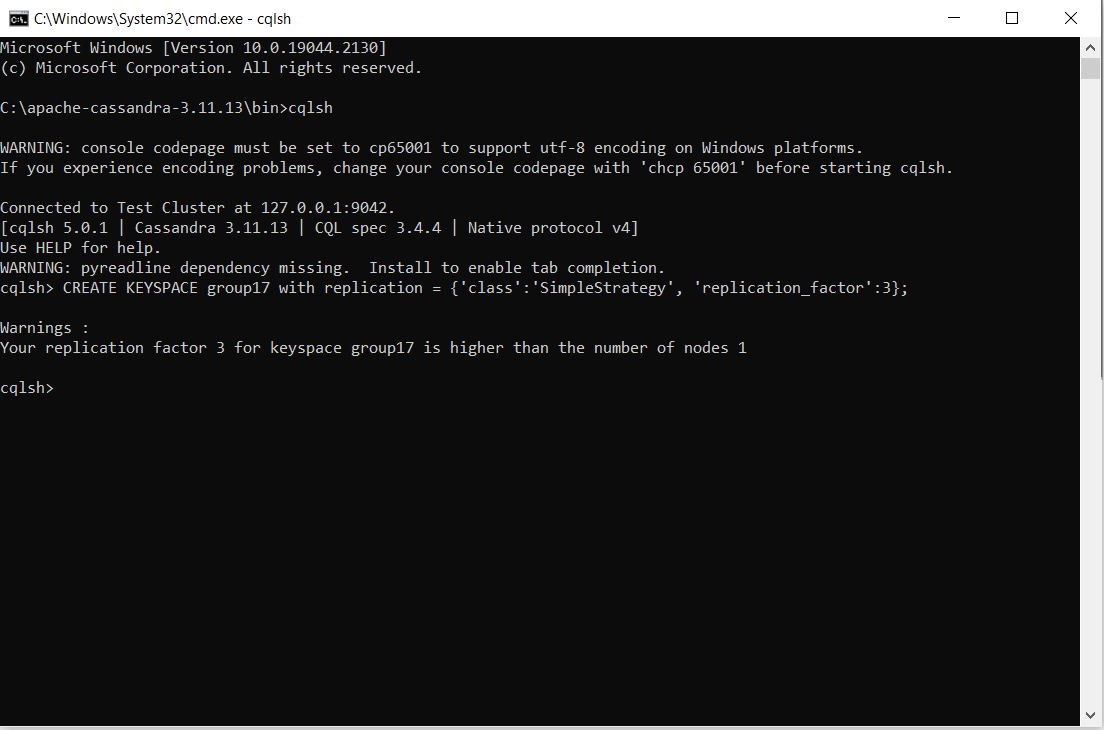 C:\Windows\System32\cmd.exe - cqlsh
Microsoft Windows [Version 10.0.19044.2130]
(c) Microsoft Corporation. All rights reserved.
C:\apache-cassandra-3.11.13\bin>cqlsh
WARNING: console codepage must be set to cp65001 to support utf-8 encoding on Windows platforms.
If you experience encoding problems, change your console codepage with 'chcp 65001' before starting cqlsh.
Connected to Test Cluster at 127.0.0.1:9042.
[cqlsh 5.0.1 | Cassandra 3.11.13 | CQL spec 3.4.4 | Native protocol v4]
Use HELP for help.
WARNING: pyreadline dependency missing.  Install to enable tab completion.
cqlsh> CREATE KEYSPACE group17 with replication = {'class':'SimpleStrategy', 'replication_factor':3};
Warnings :
Your replication factor 3 for keyspace group17 is higher than the number of nodes 1
cqlsh>